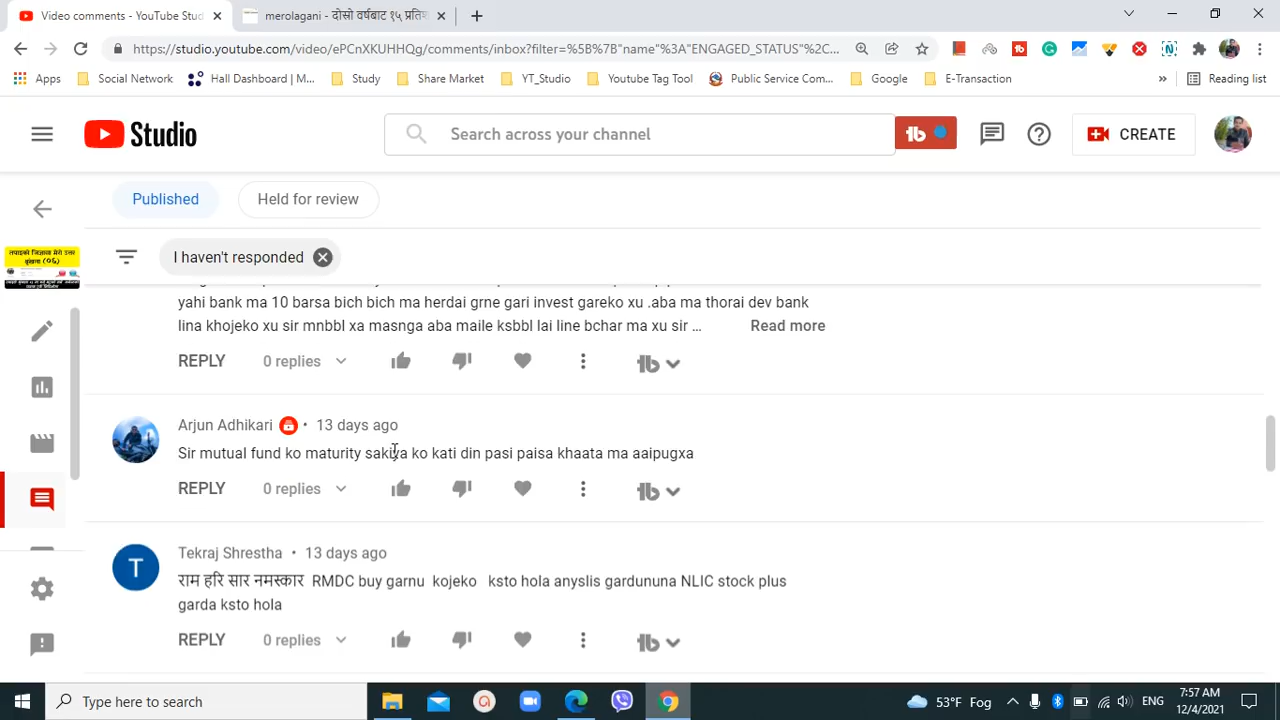 Video comments - YouTube Studi
merolagani - दोस्रो वर्षबाट १५ प्रतिश
https://studio.youtube.com/video/ePCnXKUHHQg/comments/inbox?filter=%5B%7B"name"%3A"ENGAGED_STATUS"%2C...
Apps Social Network Hall Dashboard | M... Study Share Market YT_Studio Youtube Tag Tool Public Service Com... Google E-Transaction » Reading list
Studio
Search across your channel
CREATE
Published Held for review
तपाइको जिज्ञासा मेरो उत्तर
I haven't responded
yahi bank ma 10 barsa bich bich ma herdai grne gari invest gareko xu .aba ma thorai dev bank
lina khojeko xu sir mnbbl xa masnga aba maile ksbbl lai line bchar ma xu sir ... Read more
REPLY 0 replies
Arjun Adhikari • 13 days ago
Sir mutual fund ko maturity sakiya ko kati din pasi paisa khaata ma aaipugxa
REPLY 0 replies
Tekraj Shrestha • 13 days ago
राम हरि सार नमस्कार RMDC buy garnu kojeko ksto hola anyslis gardununa NLIC stock plus
garda ksto hola
REPLY 0 replies
Type here to search
53°F Fog
ENG
7:57 AM
12/4/2021